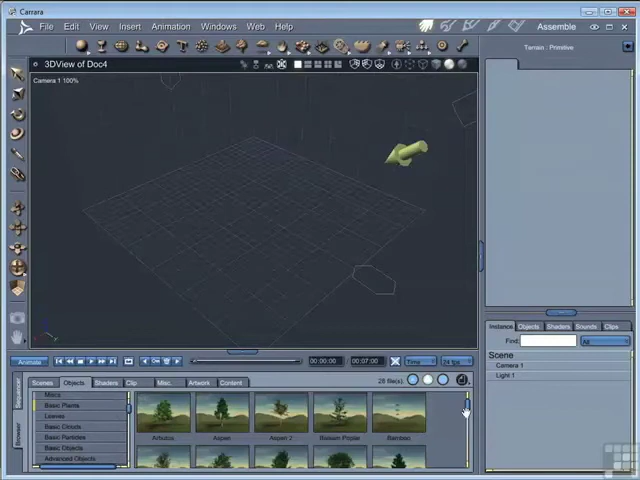 Carrara
File Edit View Insert Animation Windows Web Help Assemble
3DView of Doc4
Terrain : Primitive
Camera 1 100%
Instance Objects Shaders Sounds Clips
Find: All
Scene
Camera 1
Light 1
Animate 00:00:00 00:07:00 Time 24 fps
Sequencer
Browser
Scenes Objects Shaders Clip Misc. Artwork Content 28 file(s)
Basic Plants
Leaves
Basic Clouds
Basic Particles
Basic Objects
Advanced Objects
Arbutus Aspen Aspen 2 Balsam Poplar Bamboo